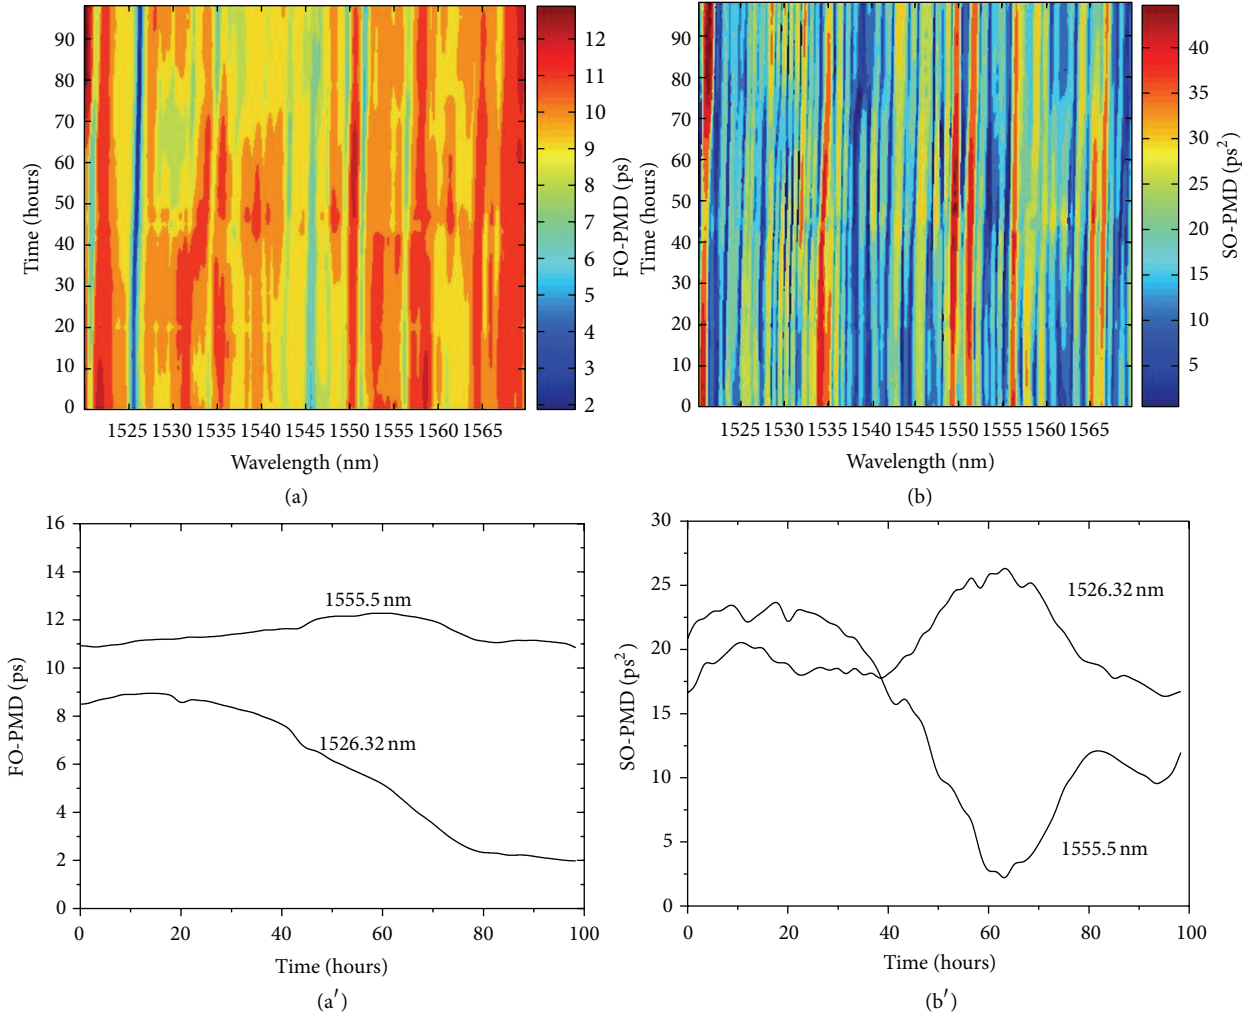 90
80
70
60
50
40
30
20
10
0
Time (hours)
1525 1530 1535 1540 1545 1550 1555 1560 1565
Wavelength (nm)
(a)
12
11
10
9
8
7
6
5
4
3
2
FO-PMD (ps)
90
80
70
60
50
40
30
20
10
0
Time (hours)
1525 1530 1535 1540 1545 1550 1555 1560 1565
Wavelength (nm)
(b)
40
35
30
25
20
15
10
5
SO-PMD (ps²)
16
14
12
10
8
6
4
2
0
FO-PMD (ps)
1555.5 nm
1526.32 nm
0 20 40 60 80 100
Time (hours)
(a′)
30
25
20
15
10
5
0
SO-PMD (ps²)
1526.32 nm
1555.5 nm
0 20 40 60 80 100
Time (hours)
(b′)